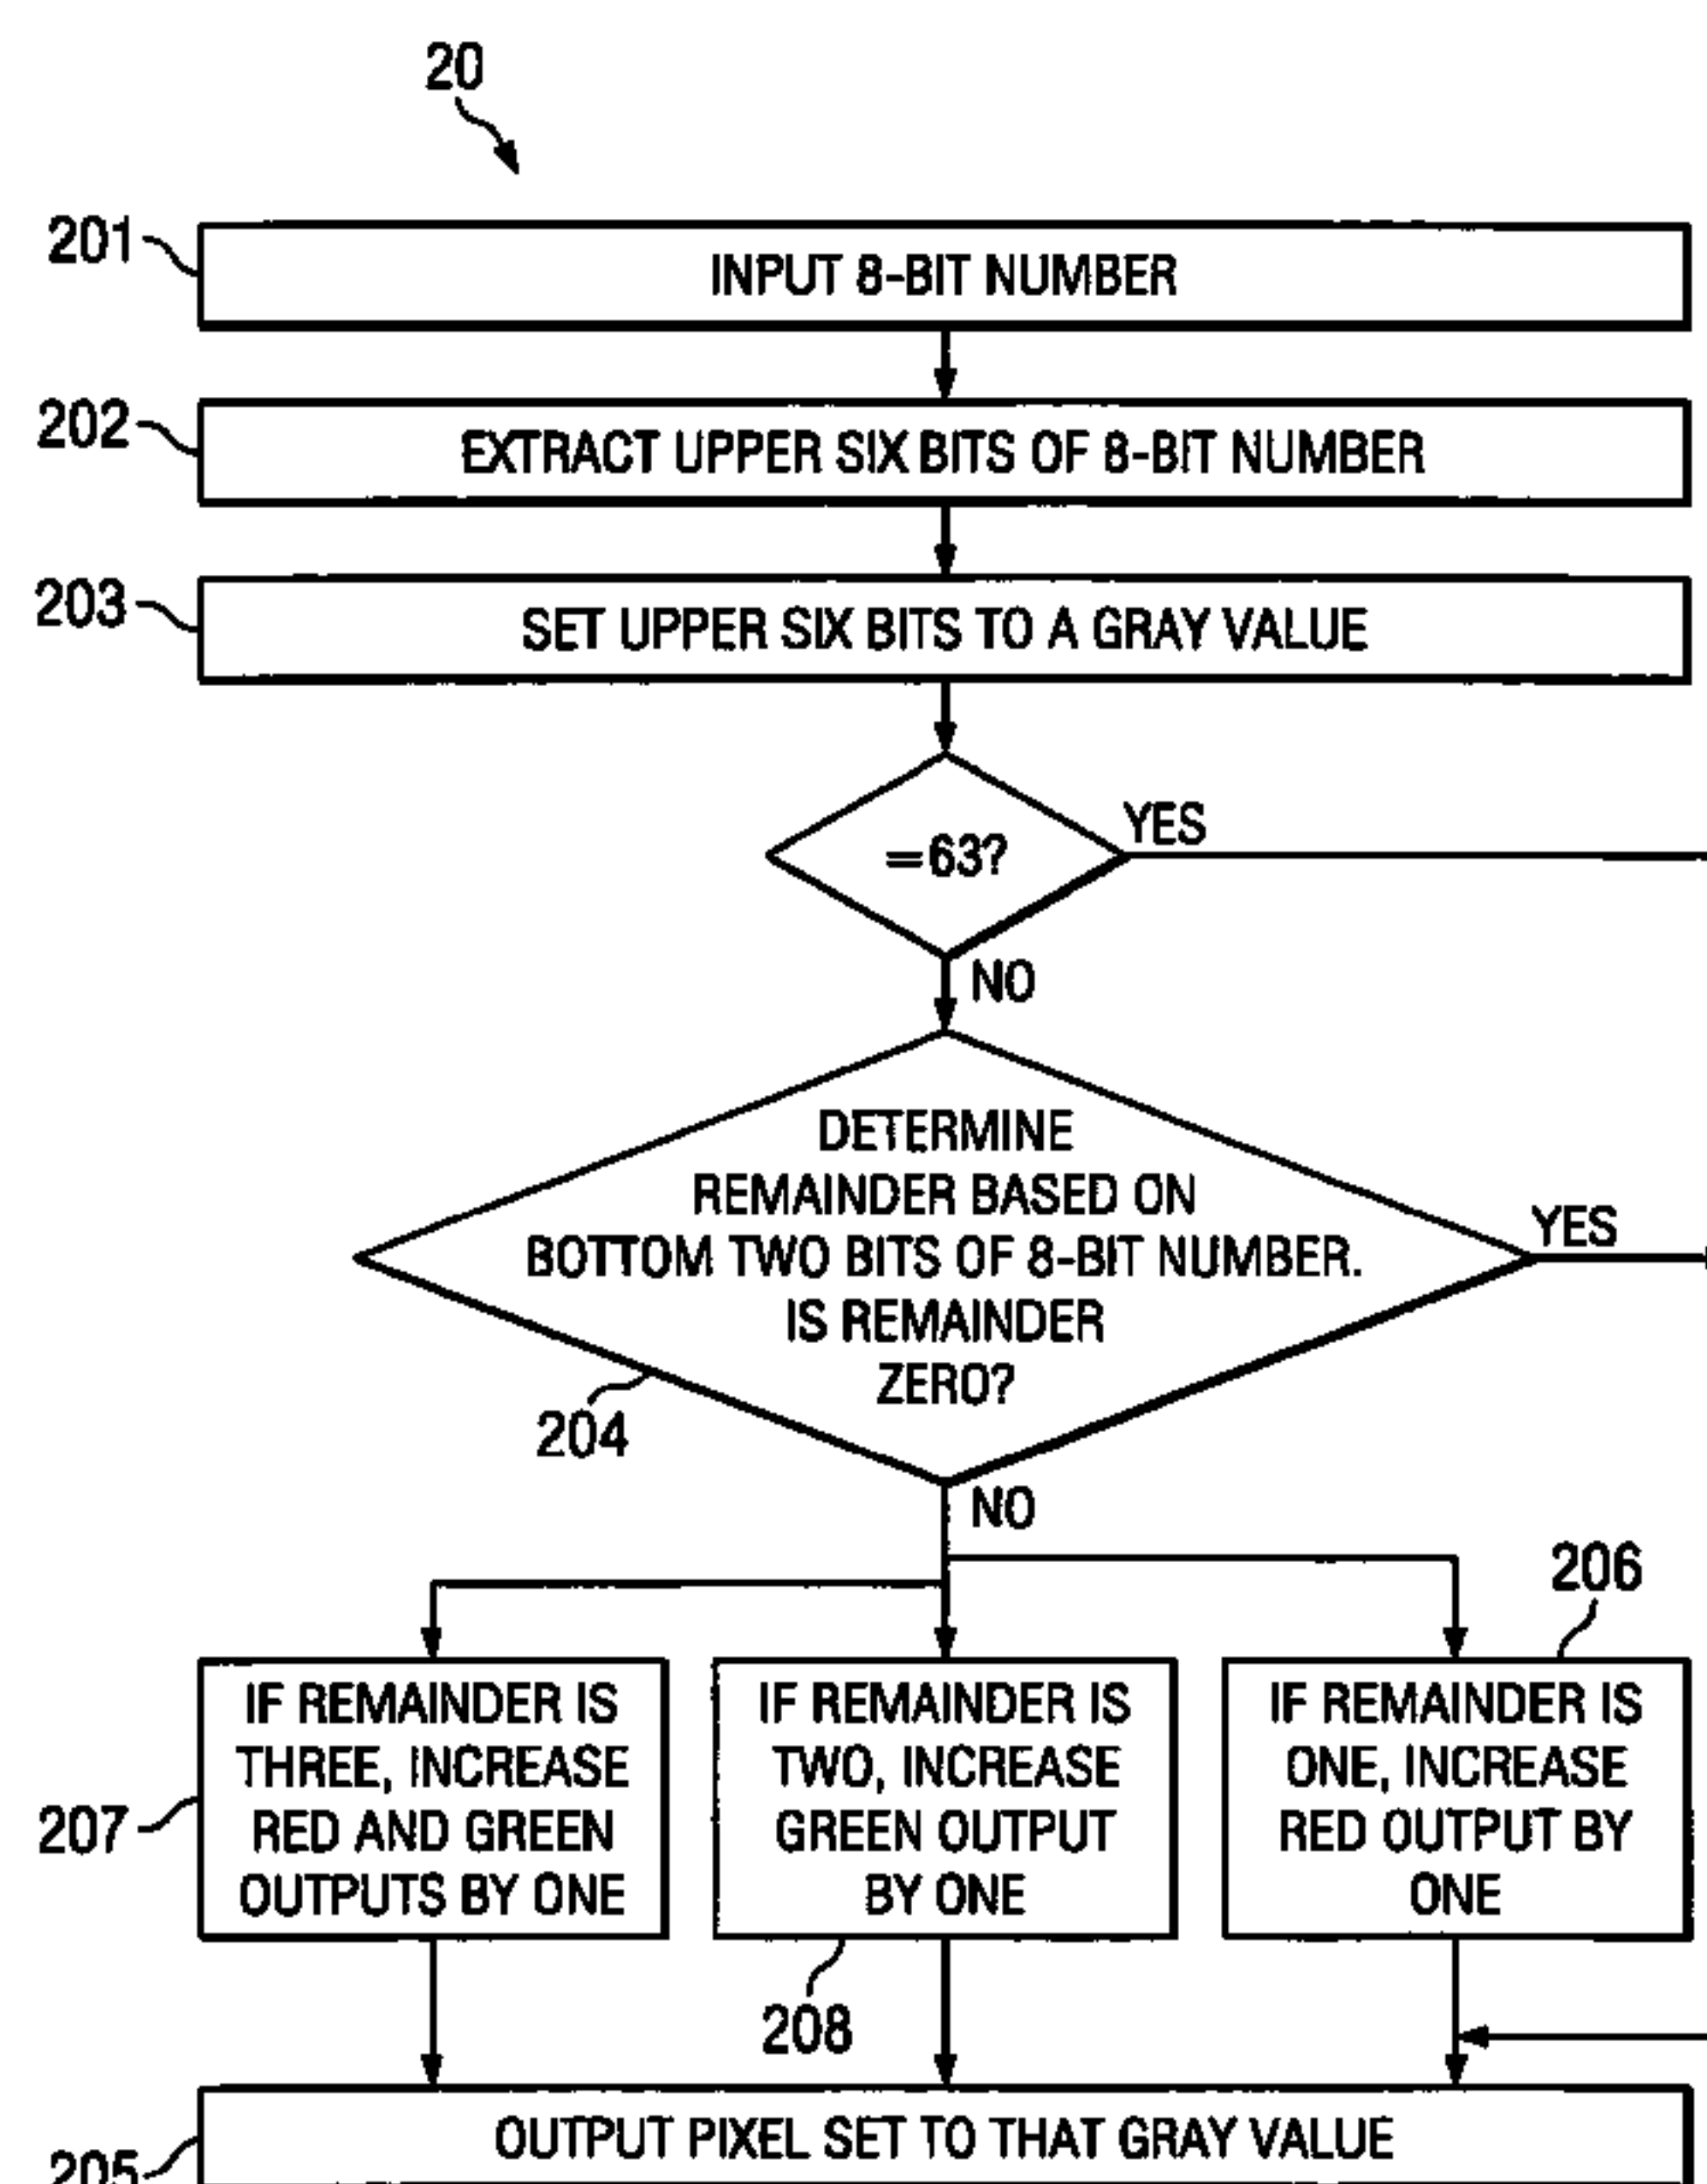 20
201
INPUT 8-BIT NUMBER
202
EXTRACT UPPER SIX BITS OF 8-BIT NUMBER
203
SET UPPER SIX BITS TO A GRAY VALUE
=63?
YES
NO
DETERMINE
REMAINDER BASED ON
BOTTOM TWO BITS OF 8-BIT NUMBER.
IS REMAINDER
ZERO?
YES
204
NO
206
IF REMAINDER IS
THREE, INCREASE
RED AND GREEN
OUTPUTS BY ONE
207
IF REMAINDER IS
TWO, INCREASE
GREEN OUTPUT
BY ONE
208
IF REMAINDER IS
ONE, INCREASE
RED OUTPUT BY
ONE
OUTPUT PIXEL SET TO THAT GRAY VALUE
205